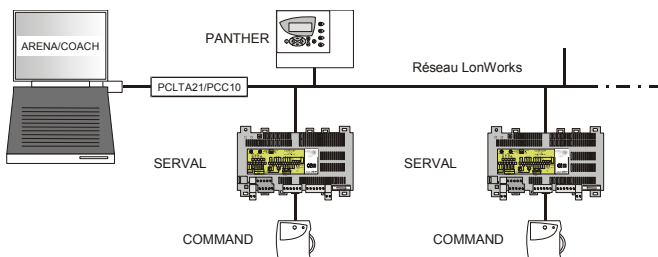 ARENA/COACH
PANTHER
Réseau LonWorks
PCLTA21/PCC10
SERVAL
SERVAL
COMMAND
COMMAND